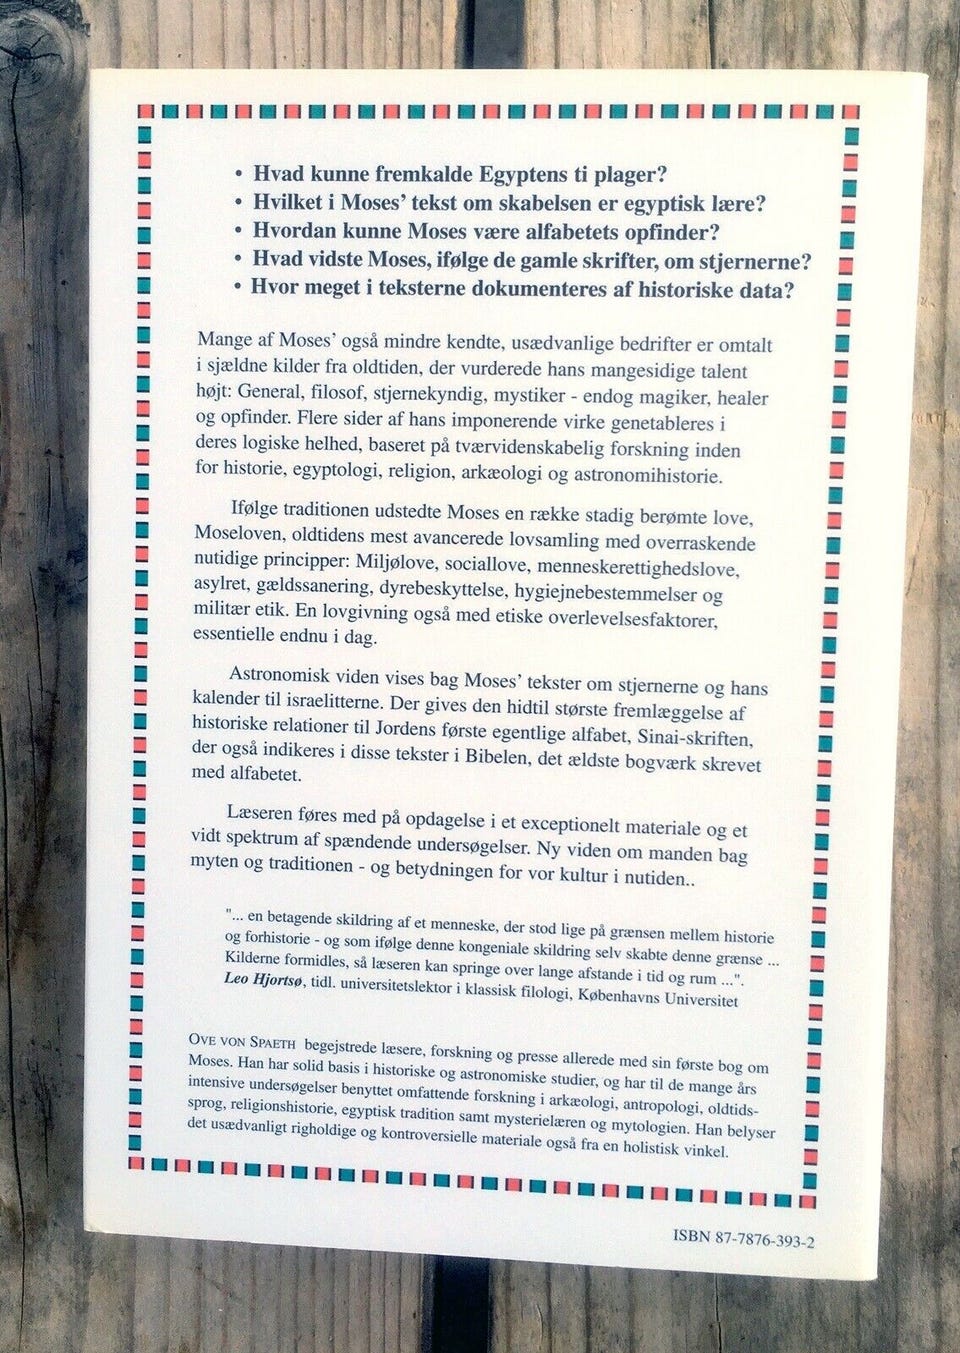 • Hvad kunne fremkalde Egyptens ti plager?
• Hvilket i Moses' tekst om skabelsen er egyptisk lære?
• Hvordan kunne Moses være alfabetets opfinder?
• Hvad vidste Moses, ifølge de gamle skrifter, om stjernerne?
• Hvor meget i teksterne dokumenteres af historiske data?
Mange af Moses' også mindre kendte, usædvanlige bedrifter er omtalt
i sjældne kilder fra oldtiden, der vurderede hans mangesidige talent
højt: General, filosof, stjernekyndig, mystiker - endog magiker, healer
og opfinder. Flere sider af hans imponerende virke genetableres i
deres logiske helhed, baseret på tværvidenskabelig forskning inden
for historie, egyptologi, religion, arkæologi og astronomihistorie.
Ifølge traditionen udstedte Moses en række stadig berømte love,
Moseloven, oldtidens mest avancerede lovsamling med overraskende
nutidige principper: Miljølove, sociallove, menneskerettighedslove,
asylret, gældssanering, dyrebeskyttelse, hygiejnebestemmelser og
militær etik. En lovgivning også med etiske overlevelsesfaktorer,
essentielle endnu i dag.
Astronomisk viden vises bag Moses' tekster om stjernerne og hans
kalender til israelitterne. Der gives den hidtil største fremlæggelse af
historiske relationer til Jordens første egentlige alfabet, Sinai-skriften,
der også indikeres i disse tekster i Bibelen, det ældste bogværk skrevet
med alfabetet.
Læseren føres med på opdagelse i et exceptionelt materiale og et
vidt spektrum af spændende undersøgelser. Ny viden om manden bag
myten og traditionen - og betydningen for vor kultur i nutiden..
"... en betagende skildring af et menneske, der stod lige på grænsen mellem historie
og forhistorie - og som ifølge denne kongeniale skildring selv skabte denne grænse ...
Kilderne formidles, så læseren kan springe over lange afstande i tid og rum ...".
Leo Hjortsø, tidl. universitetslektor i klassisk filologi, Københavns Universitet
OVE VON SPAETH begejstrede læsere, forskning og presse allerede med sin første bog om
Moses. Han har solid basis i historiske og astronomiske studier, og har til de mange års
intensive undersøgelser benyttet omfattende forskning i arkæologi, antropologi, oldtids-
sprog, religionshistorie, egyptisk tradition samt mysterielæren og mytologien. Han belyser
det usædvanligt righoldige og kontroversielle materiale også fra en holistisk vinkel.
ISBN 87-7876-393-2